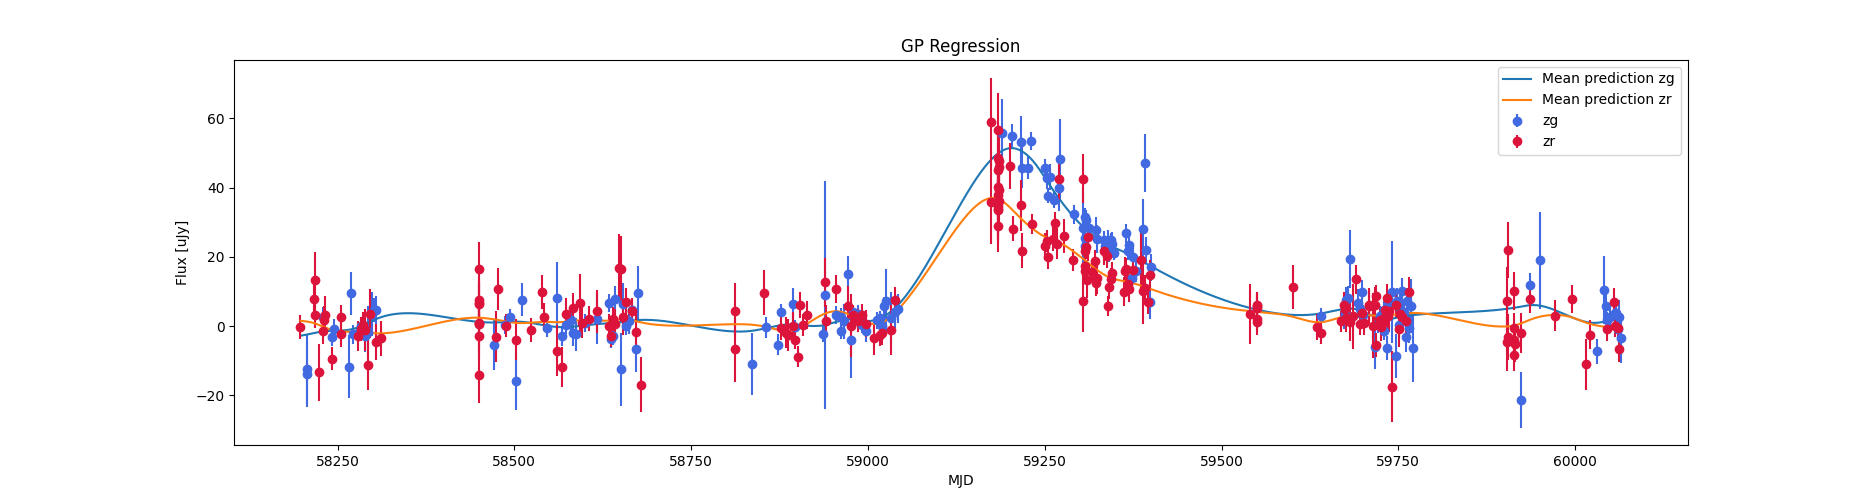 GP Regression
Mean prediction zg
Mean prediction zr
zg
zr
Flux [uJy]
60
40
20
0
−20
58250 58500 58750 59000 59250 59500 59750 60000
MJD